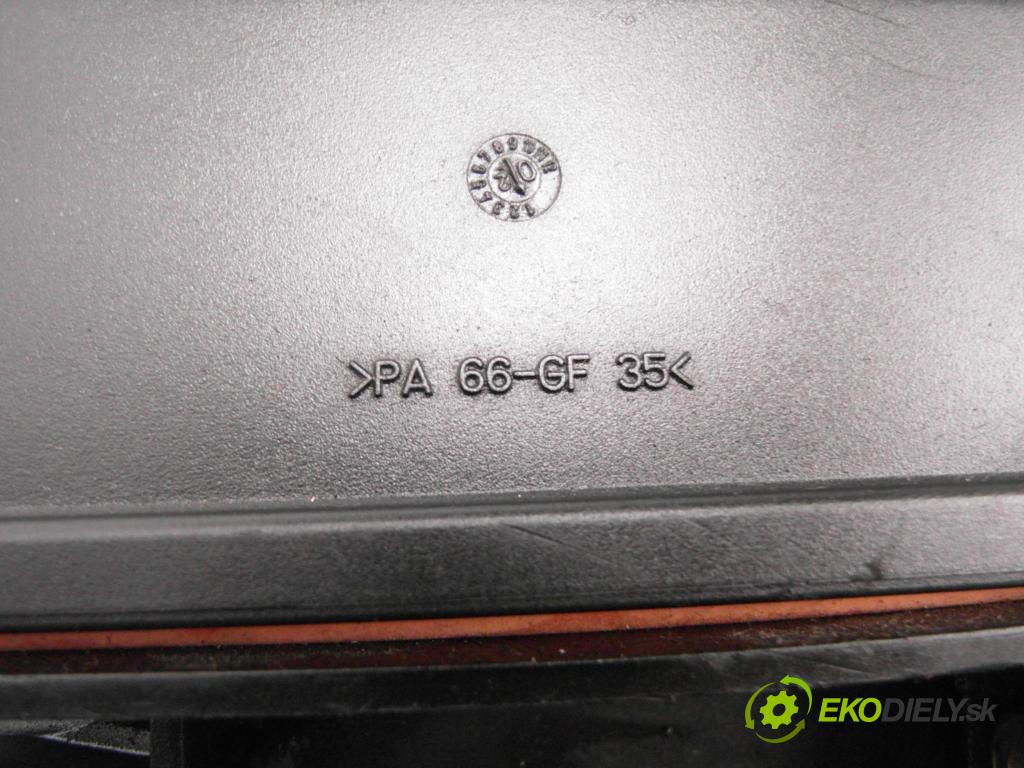 >PA 66-GF 35<
EKODIELY.sk